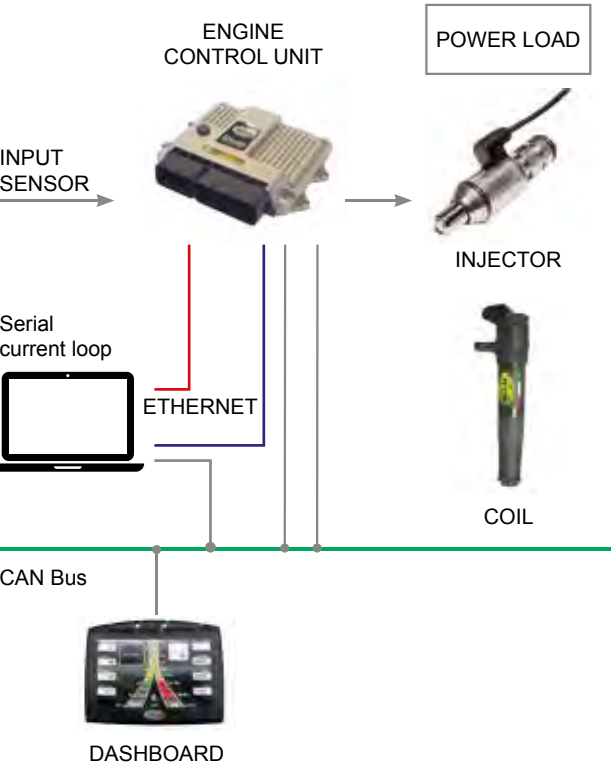 ENGINE
CONTROL UNIT
POWER LOAD
INPUT
SENSOR
INJECTOR
Serial
current loop
ETHERNET
COIL
CAN Bus
DASHBOARD